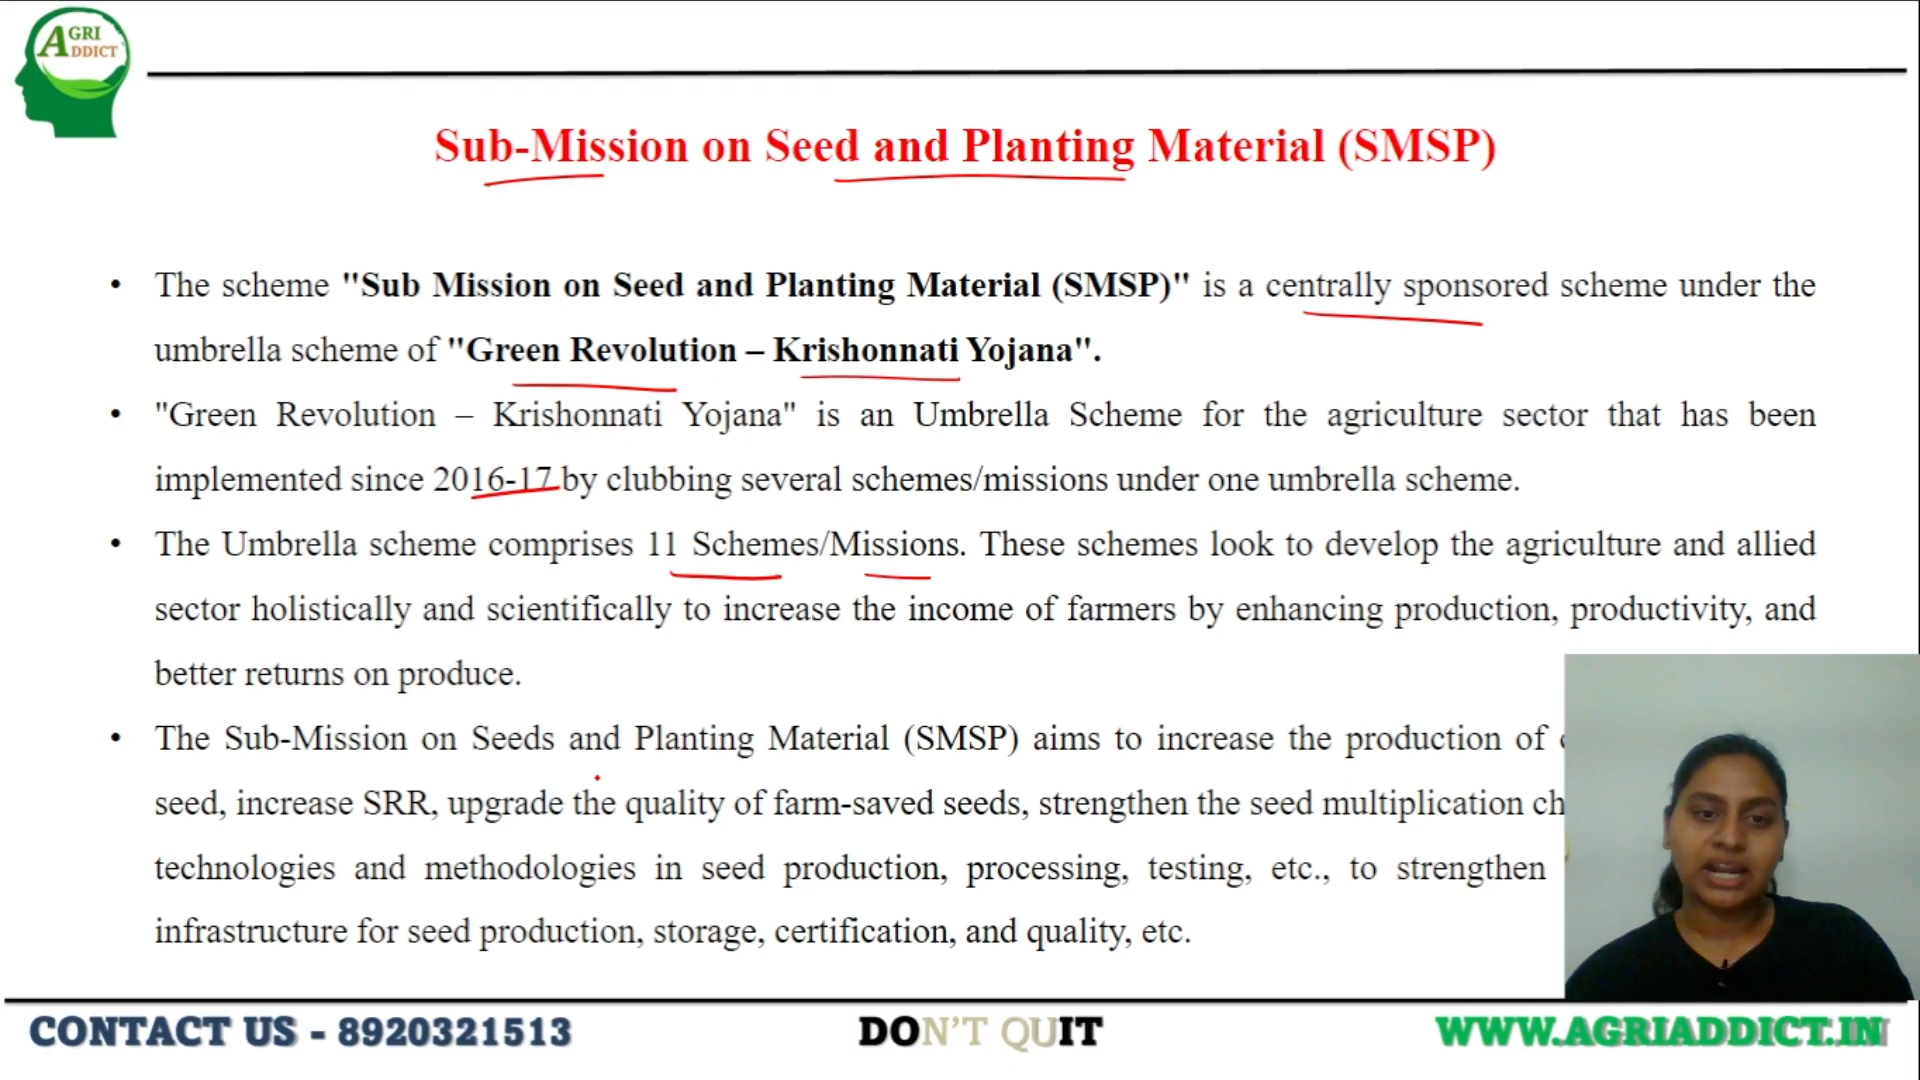 AGRI
ADDICT
Sub-Mission on Seed and Planting Material (SMSP)
• The scheme "Sub Mission on Seed and Planting Material (SMSP)" is a centrally sponsored scheme under the
umbrella scheme of "Green Revolution – Krishonnati Yojana".
• "Green Revolution – Krishonnati Yojana" is an Umbrella Scheme for the agriculture sector that has been
implemented since 2016-17 by clubbing several schemes/missions under one umbrella scheme.
• The Umbrella scheme comprises 11 Schemes/Missions. These schemes look to develop the agriculture and allied
sector holistically and scientifically to increase the income of farmers by enhancing production, productivity, and
better returns on produce.
• The Sub-Mission on Seeds and Planting Material (SMSP) aims to increase the production of
seed, increase SRR, upgrade the quality of farm-saved seeds, strengthen the seed multiplication
technologies and methodologies in seed production, processing, testing, etc., to strengthen
infrastructure for seed production, storage, certification, and quality, etc.
CONTACT US - 8920321513
DON'T QUIT
WWW.AGRIADDICT.IN